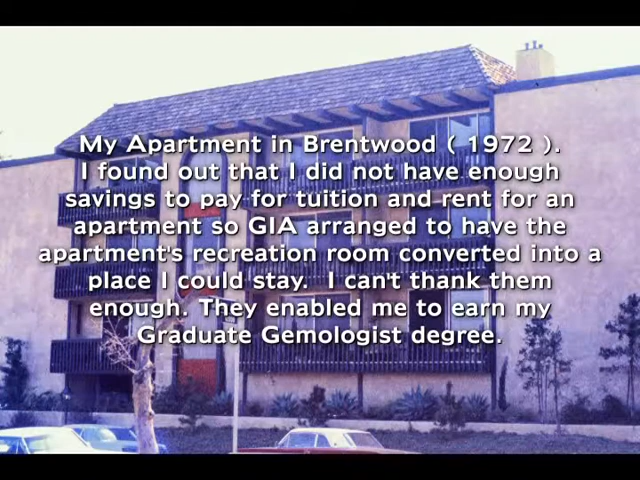 My Apartment in Brentwood ( 1972 ).
I found out that I did not have enough
savings to pay for tuition and rent for an
apartment so GIA arranged to have the
apartment's recreation room converted into a
place I could stay. I can't thank them
enough. They enabled me to earn my
Graduate Gemologist degree.